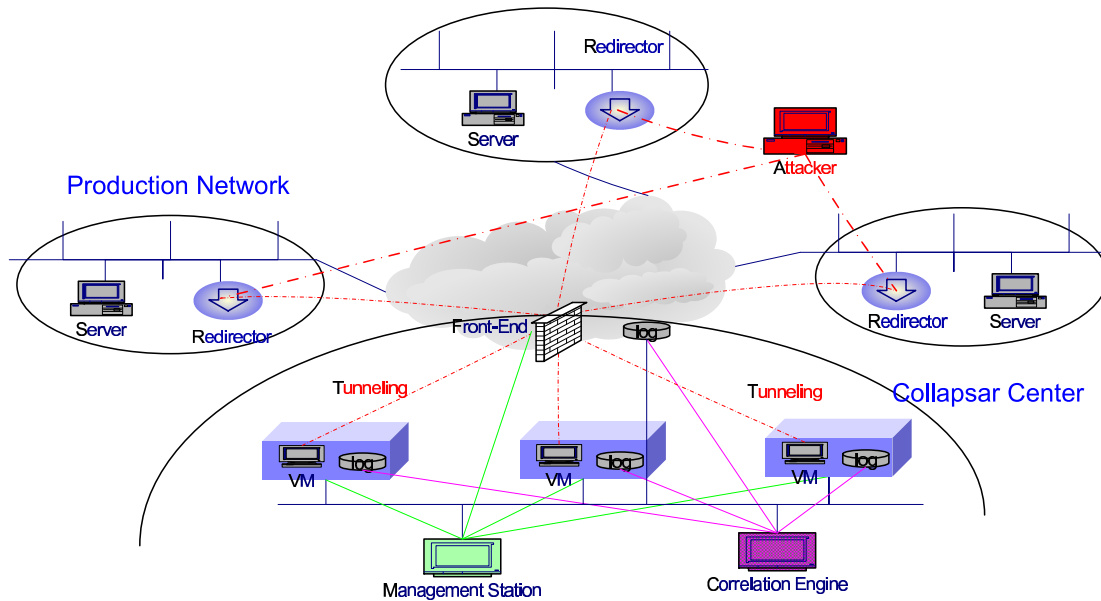 Redirector
Server
Attacker
Production Network
Server
Redirector
Redirector
Server
Front-End
log
Tunneling
Tunneling
Collapsar Center
VM
log
VM
log
VM
log
Management Station
Correlation Engine